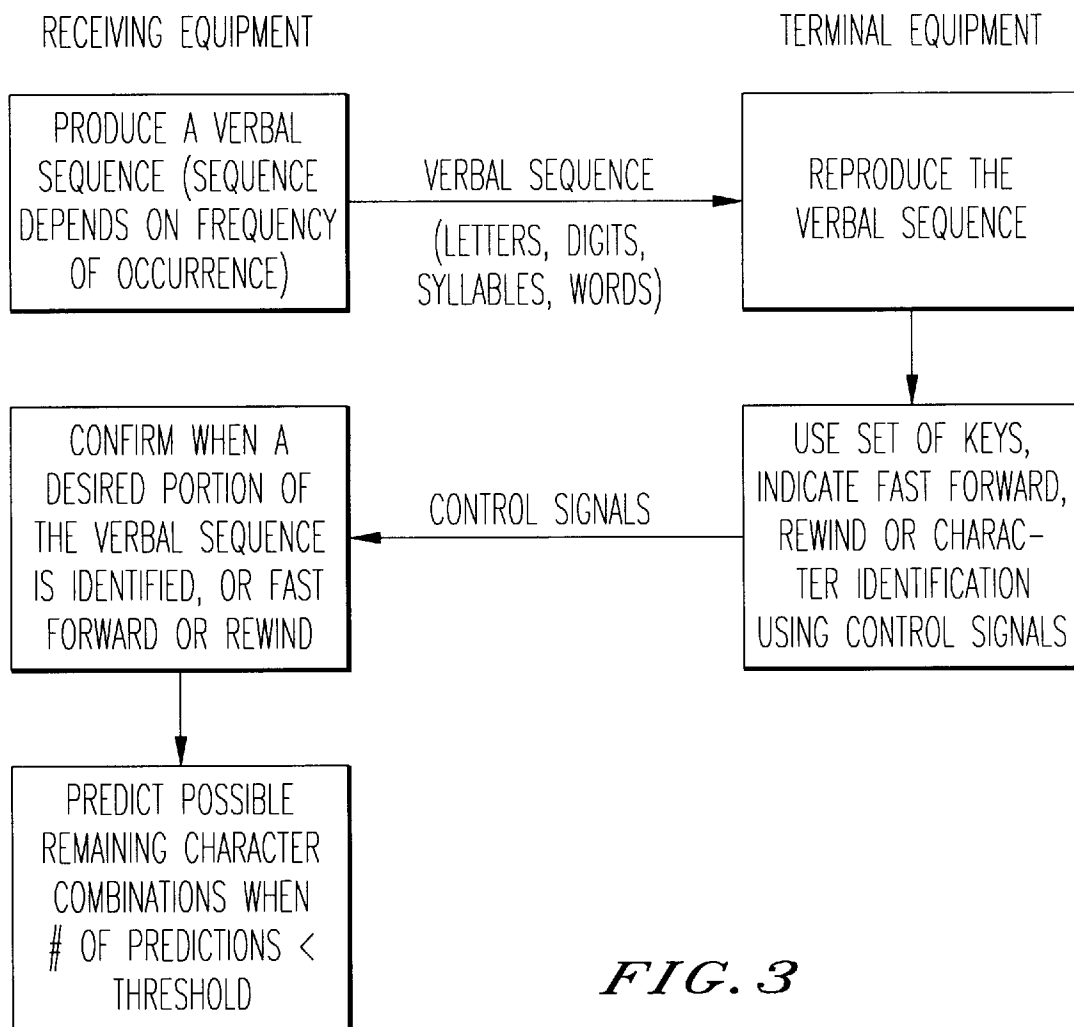 RECEIVING EQUIPMENT
TERMINAL EQUIPMENT
PRODUCE A VERBAL
SEQUENCE (SEQUENCE
DEPENDS ON FREQUENCY
OF OCCURRENCE)
VERBAL SEQUENCE
(LETTERS, DIGITS,
SYLLABLES, WORDS)
REPRODUCE THE
VERBAL SEQUENCE
CONFIRM WHEN A
DESIRED PORTION OF
THE VERBAL SEQUENCE
IS IDENTIFIED, OR FAST
FORWARD OR REWIND
CONTROL SIGNALS
USE SET OF KEYS,
INDICATE FAST FORWARD,
REWIND OR CHARAC-
TER IDENTIFICATION
USING CONTROL SIGNALS
PREDICT POSSIBLE
REMAINING CHARACTER
COMBINATIONS WHEN
# OF PREDICTIONS <
THRESHOLD
FIG. 3